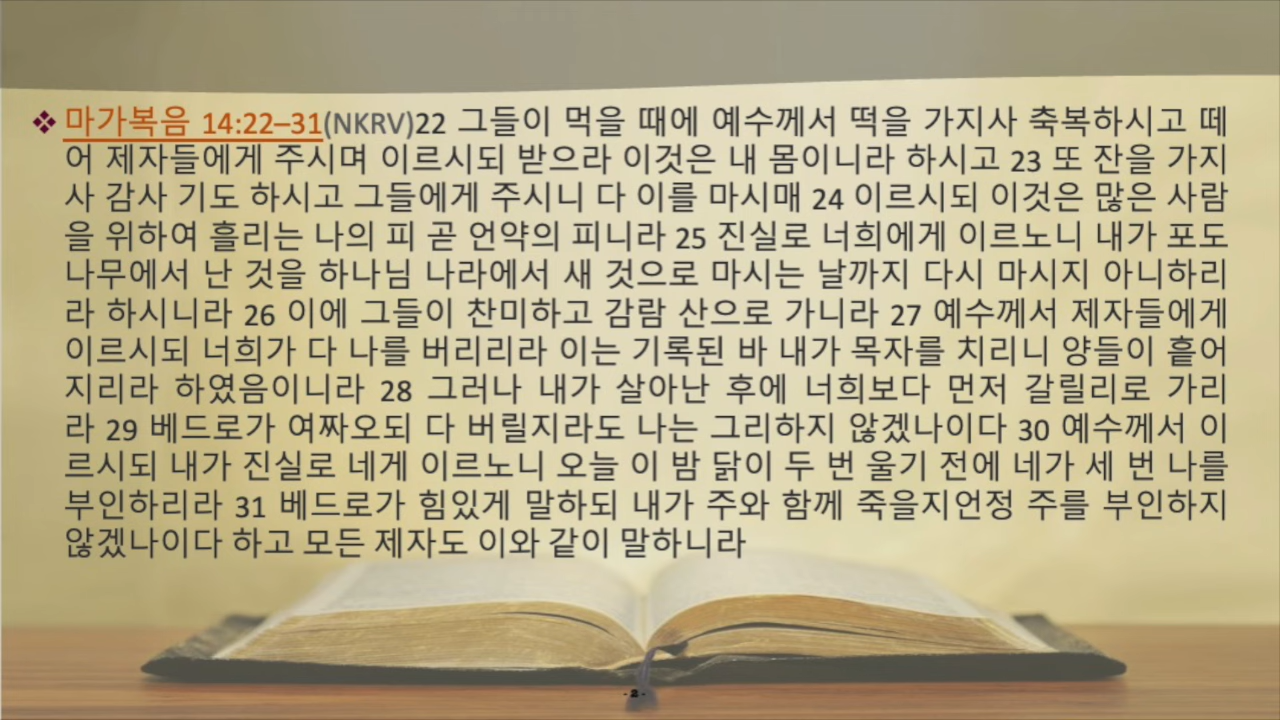 ❖ 마가복음 14:22–31(NKRV)22 그들이 먹을 때에 예수께서 떡을 가지사 축복하시고 떼
어 제자들에게 주시며 이르시되 받으라 이것은 내 몸이니라 하시고 23 또 잔을 가지
사 감사 기도 하시고 그들에게 주시니 다 이를 마시매 24 이르시되 이것은 많은 사람
을 위하여 흘리는 나의 피 곧 언약의 피니라 25 진실로 너희에게 이르노니 내가 포도
나무에서 난 것을 하나님 나라에서 새 것으로 마시는 날까지 다시 마시지 아니하리
라 하시니라 26 이에 그들이 찬미하고 감람 산으로 가니라 27 예수께서 제자들에게
이르시되 너희가 다 나를 버리리라 이는 기록된 바 내가 목자를 치리니 양들이 흩어
지리라 하였음이니라 28 그러나 내가 살아난 후에 너희보다 먼저 갈릴리로 가리
라 29 베드로가 여짜오되 다 버릴지라도 나는 그리하지 않겠나이다 30 예수께서 이
르시되 내가 진실로 네게 이르노니 오늘 이 밤 닭이 두 번 울기 전에 네가 세 번 나를
부인하리라 31 베드로가 힘있게 말하되 내가 주와 함께 죽을지언정 주를 부인하지
않겠나이다 하고 모든 제자도 이와 같이 말하니라
- 2 -